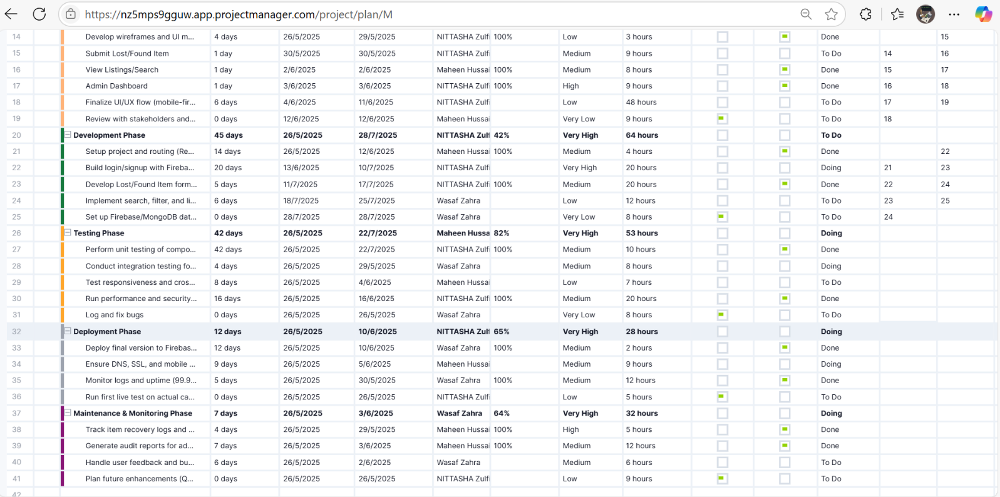 https://nz5mps9gguw.app.projectmanager.com/project/plan/M
14 Develop wireframes and UI m... 4 days 26/5/2025 29/5/2025 NITTASHA Zulfi 100% Low 3 hours Done 15
15 Submit Lost/Found Item 1 day 30/5/2025 30/5/2025 NITTASHA Zulfi Medium 9 hours To Do 14 16
16 View Listings/Search 1 day 2/6/2025 2/6/2025 Maheen Hussai 100% Medium 8 hours Done 15 17
17 Admin Dashboard 1 day 3/6/2025 3/6/2025 NITTASHA Zulfi 100% High 9 hours Done 16 18
18 Finalize UI/UX flow (mobile-fir... 6 days 4/6/2025 11/6/2025 NITTASHA Zulfi Low 48 hours To Do 17 19
19 Review with stakeholders and... 0 days 12/6/2025 12/6/2025 Maheen Hussai Very Low 9 hours To Do 18
20 Development Phase 45 days 26/5/2025 28/7/2025 NITTASHA Zulf 42% Very High 64 hours To Do
21 Setup project and routing (Re... 14 days 26/5/2025 12/6/2025 Maheen Hussai 100% Medium 4 hours Done 22
22 Build login/signup with Fireba... 20 days 13/6/2025 10/7/2025 NITTASHA Zulfi Very High 20 hours Doing 21 23
23 Develop Lost/Found Item form... 5 days 11/7/2025 17/7/2025 NITTASHA Zulfi 100% Medium 20 hours Done 22 24
24 Implement search, filter, and li... 6 days 18/7/2025 25/7/2025 Wasaf Zahra Low 12 hours To Do 23 25
25 Set up Firebase/MongoDB dat... 0 days 28/7/2025 28/7/2025 Wasaf Zahra Very Low 8 hours To Do 24
26 Testing Phase 42 days 26/5/2025 22/7/2025 Maheen Hussa 82% Very High 53 hours Doing
27 Perform unit testing of compo... 42 days 26/5/2025 22/7/2025 NITTASHA Zulfi 100% Medium 10 hours Done
28 Conduct integration testing fo... 4 days 26/5/2025 29/5/2025 Wasaf Zahra Medium 8 hours Doing
29 Test responsiveness and cros... 8 days 26/5/2025 4/6/2025 Maheen Hussai Low 7 hours To Do
30 Run performance and security... 16 days 26/5/2025 16/6/2025 NITTASHA Zulfi 100% Medium 20 hours Done
31 Log and fix bugs 0 days 26/5/2025 26/5/2025 Wasaf Zahra Very Low 8 hours To Do
32 Deployment Phase 12 days 26/5/2025 10/6/2025 NITTASHA Zulf 65% Very High 28 hours Doing
33 Deploy final version to Firebas... 12 days 26/5/2025 10/6/2025 Wasaf Zahra 100% Medium 2 hours Done
34 Ensure DNS, SSL, and mobile ... 9 days 26/5/2025 5/6/2025 Maheen Hussai Medium 9 hours Doing
35 Monitor logs and uptime (99.9... 5 days 26/5/2025 30/5/2025 Wasaf Zahra 100% Medium 12 hours Done
36 Run first live test on actual ca... 0 days 26/5/2025 26/5/2025 NITTASHA Zulfi Low 5 hours To Do
37 Maintenance & Monitoring Phase 7 days 26/5/2025 3/6/2025 Wasaf Zahra 64% Very High 32 hours Doing
38 Track item recovery logs and ... 4 days 26/5/2025 29/5/2025 Maheen Hussai 100% High 5 hours Done
39 Generate audit reports for ad... 7 days 26/5/2025 3/6/2025 Maheen Hussai 100% Medium 12 hours Done
40 Handle user feedback and bu... 6 days 26/5/2025 2/6/2025 Wasaf Zahra Medium 6 hours To Do
41 Plan future enhancements (Q... 0 days 26/5/2025 26/5/2025 NITTASHA Zulfi Low 9 hours To Do
42